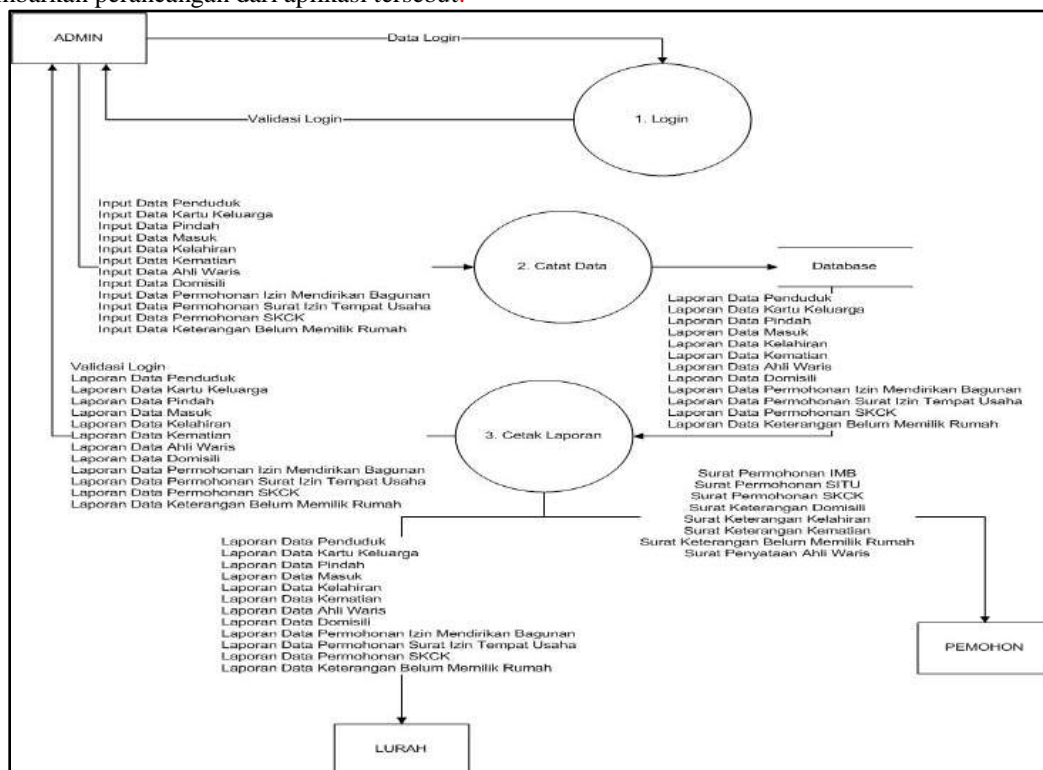 perancangan dari aplikasi tersebut.
ADMIN
Data Login
1. Login
Validasi Login
Input Data Penduduk
Input Data Kartu Keluarga
Input Data Pindah
Input Data Masuk
Input Data Kelahiran
Input Data Kematian
Input Data Ahli Waris
Input Data Domisili
Input Data Permohonan Izin Mendirikan Bagunan
Input Data Permohonan Surat Izin Tempat Usaha
Input Data Permohonan SKCK
Input Data Keterangan Belum Memilik Rumah
2. Catat Data
Database
Laporan Data Penduduk
Laporan Data Kartu Keluarga
Laporan Data Pindah
Laporan Data Masuk
Laporan Data Kelahiran
Laporan Data Kematian
Laporan Data Ahli Waris
Laporan Data Domisili
Laporan Data Permohonan Izin Mendirikan Bagunan
Laporan Data Permohonan Surat Izin Tempat Usaha
Laporan Data Permohonan SKCK
Laporan Data Keterangan Belum Memilik Rumah
Validasi Login
Laporan Data Penduduk
Laporan Data Kartu Keluarga
Laporan Data Pindah
Laporan Data Masuk
Laporan Data Kelahiran
Laporan Data Kematian
Laporan Data Ahli Waris
Laporan Data Domisili
Laporan Data Permohonan Izin Mendirikan Bagunan
Laporan Data Permohonan Surat Izin Tempat Usaha
Laporan Data Permohonan SKCK
Laporan Data Keterangan Belum Memilik Rumah
3. Cetak Laporan
Surat Permohonan IMB
Surat Permohonan SITU
Surat Permohonan SKCK
Surat Keterangan Domisili
Surat Keterangan Kelahiran
Surat Keterangan Kematian
Surat Keterangan Belum Memilik Rumah
Surat Penyataan Ahli Waris
Laporan Data Penduduk
Laporan Data Kartu Keluarga
Laporan Data Pindah
Laporan Data Masuk
Laporan Data Kelahiran
Laporan Data Kematian
Laporan Data Ahli Waris
Laporan Data Domisili
Laporan Data Permohonan Izin Mendirikan Bagunan
Laporan Data Permohonan Surat Izin Tempat Usaha
Laporan Data Permohonan SKCK
Laporan Data Keterangan Belum Memilik Rumah
PEMOHON
LURAH